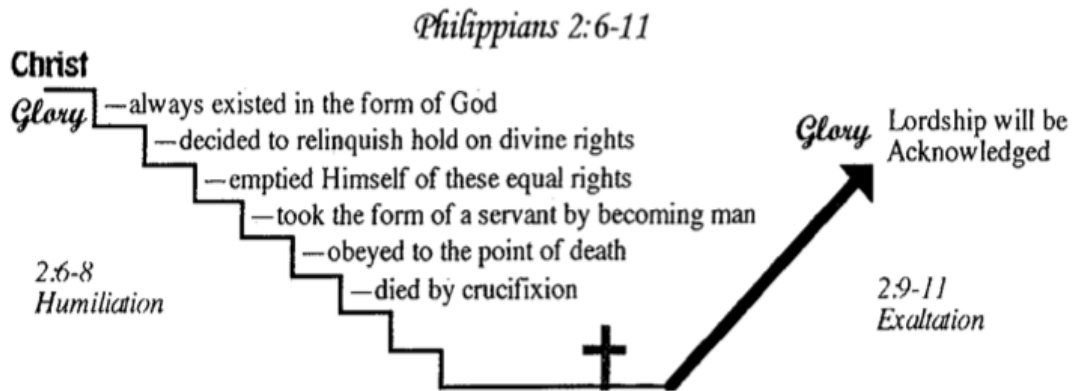 Philippians 2:6-11
Christ
Glory
—always existed in the form of God
—decided to relinquish hold on divine rights
—emptied Himself of these equal rights
—took the form of a servant by becoming man
—obeyed to the point of death
—died by crucifixion
2:6-8
Humiliation
Glory
Lordship will be
Acknowledged
2:9-11
Exaltation